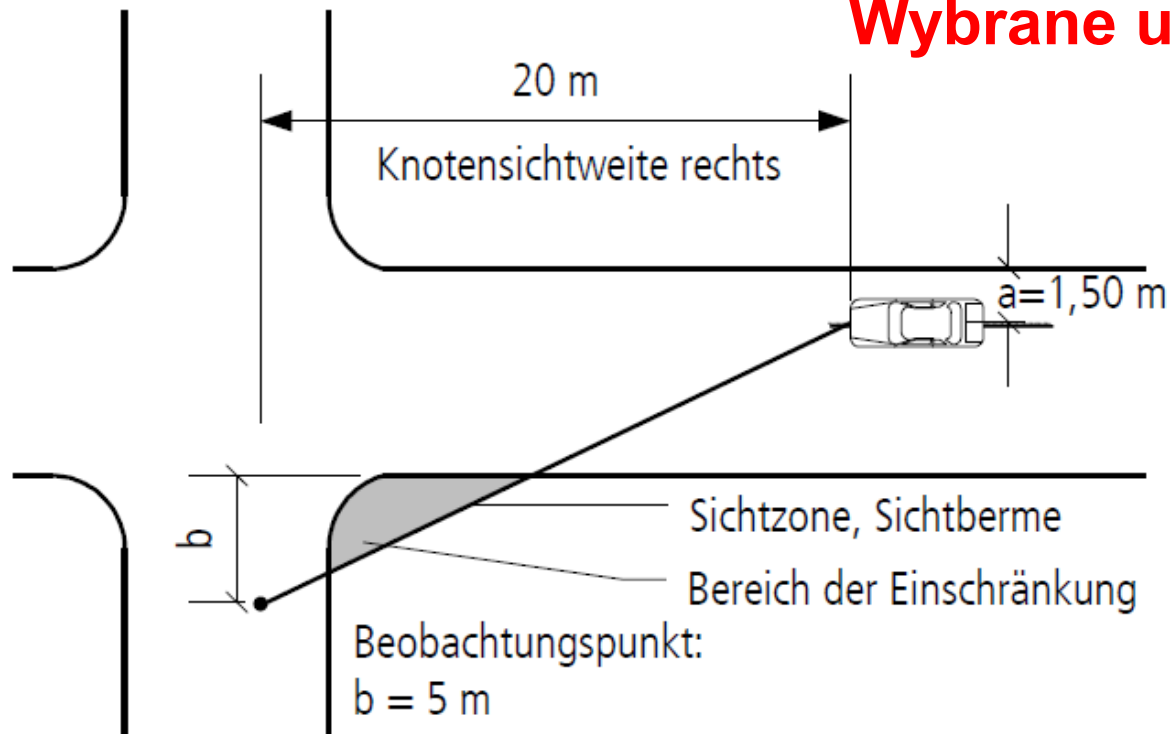 Wybrane u
20 m
Knotensichtweite rechts
a=1,50 m
b
Sichtzone, Sichtberme
Bereich der Einschränkung
Beobachtungspunkt:
b = 5 m